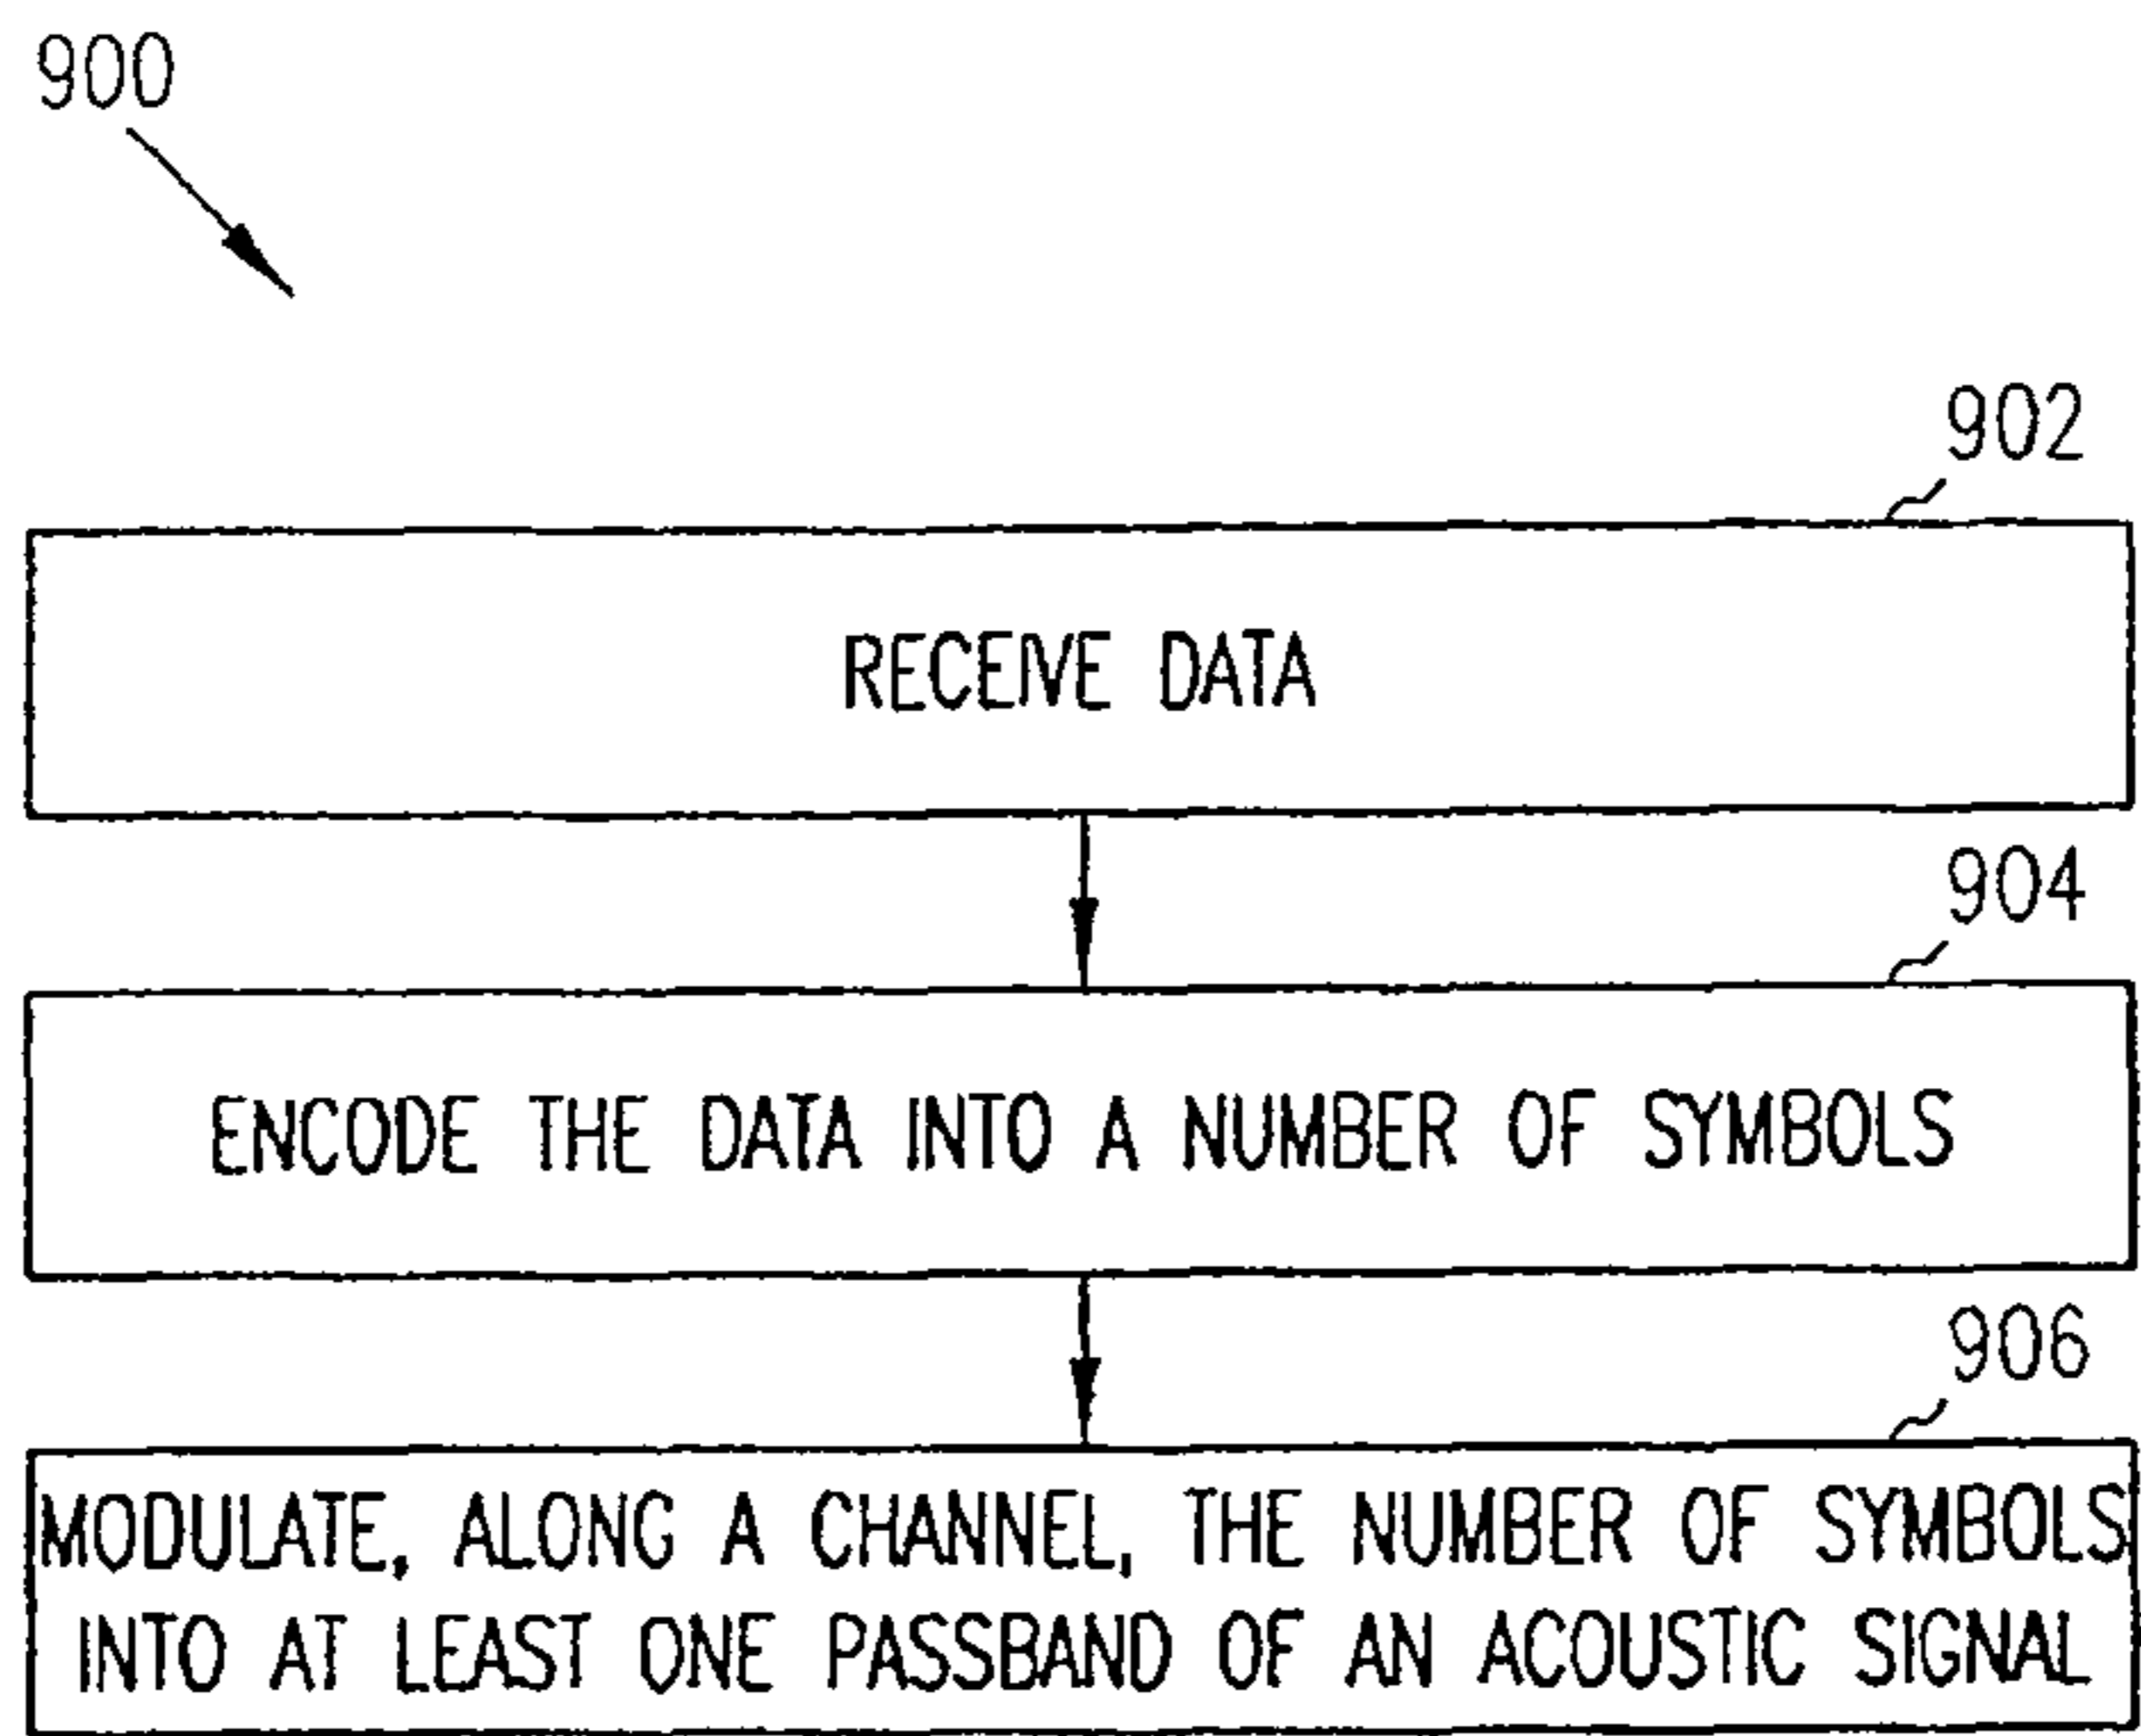 900
902
RECEIVE DATA
904
ENCODE THE DATA INTO A NUMBER OF SYMBOLS
906
MODULATE, ALONG A CHANNEL, THE NUMBER OF SYMBOLS
INTO AT LEAST ONE PASSBAND OF AN ACOUSTIC SIGNAL